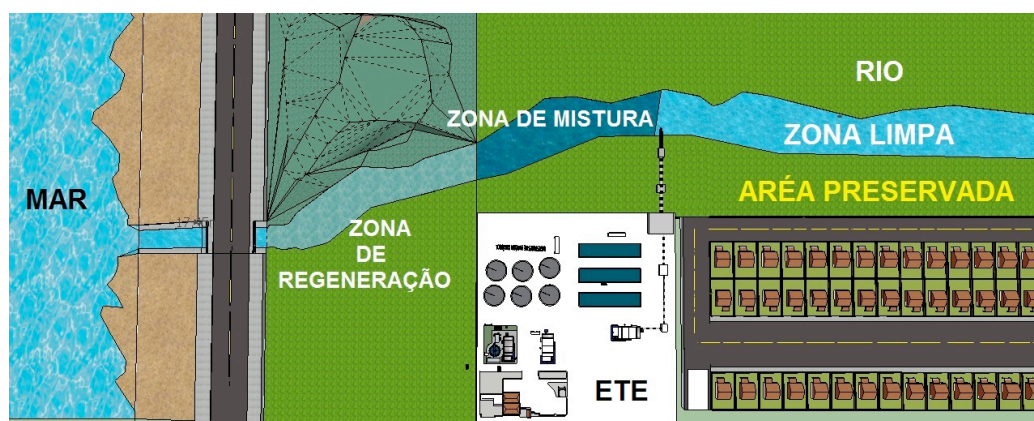 RIO
ZONA DE MISTURA
ZONA LIMPA
MAR
ARÉA PRESERVADA
ZONA
DE
REGENERAÇÃO
ETE